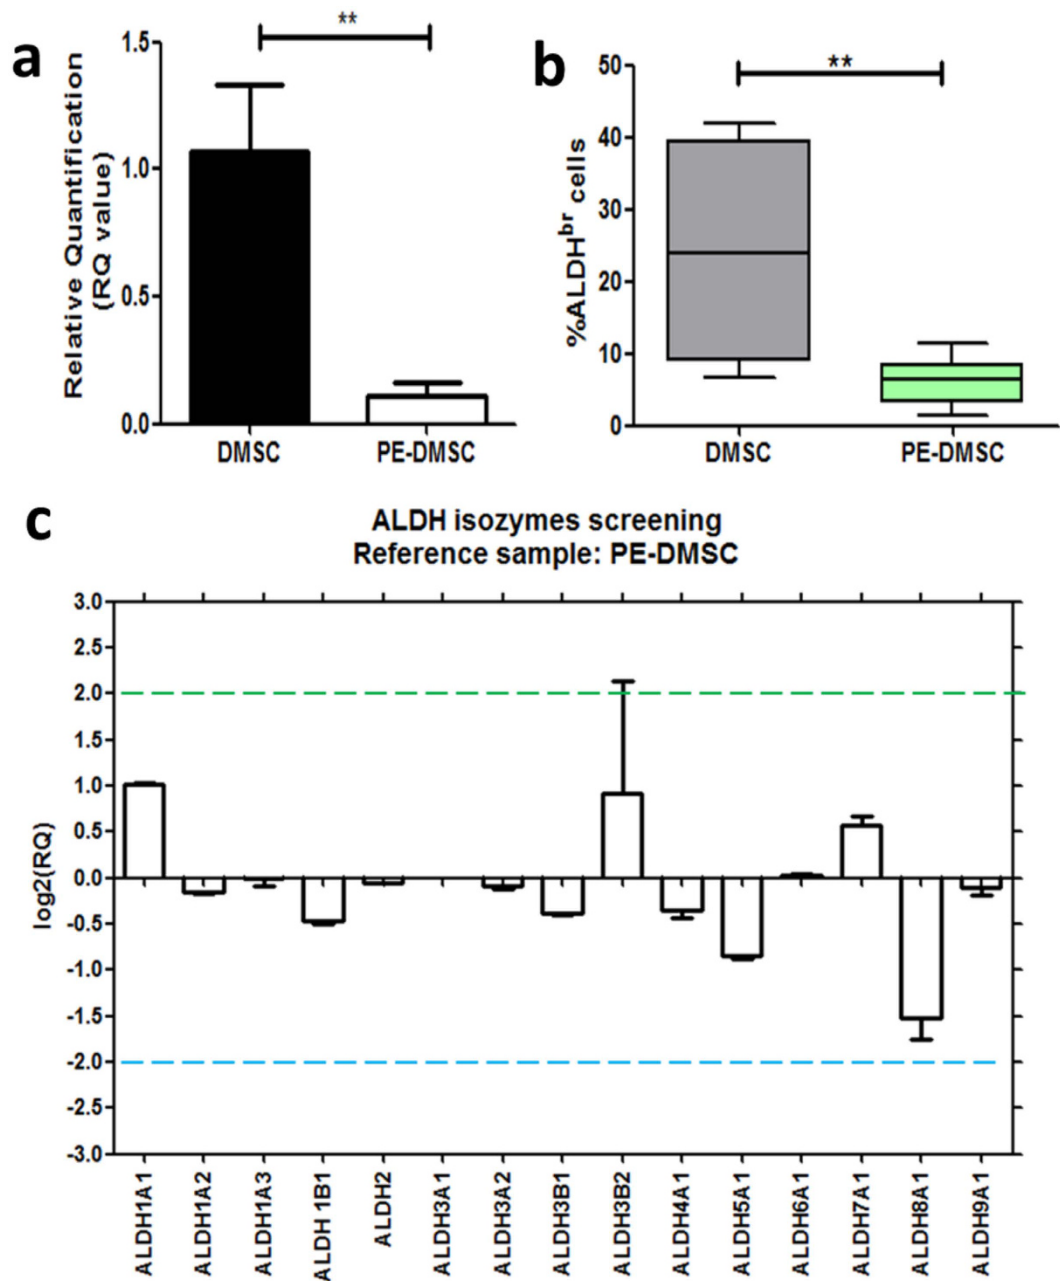 a
**
Relative Quantification
(RQ value)
1.5
1.0
0.5
0.0
DMSC
PE-DMSC
b
**
%ALDHbr cells
50
40
30
20
10
0
DMSC
PE-DMSC
c
ALDH isozymes screening
Reference sample: PE-DMSC
log2(RQ)
3.0
2.5
2.0
1.5
1.0
0.5
0.0
-0.5
-1.0
-1.5
-2.0
-2.5
-3.0
ALDH1A1
ALDH1A2
ALDH1A3
ALDH 1B1
ALDH2
ALDH3A1
ALDH3A2
ALDH3B1
ALDH3B2
ALDH4A1
ALDH5A1
ALDH6A1
ALDH7A1
ALDH8A1
ALDH9A1